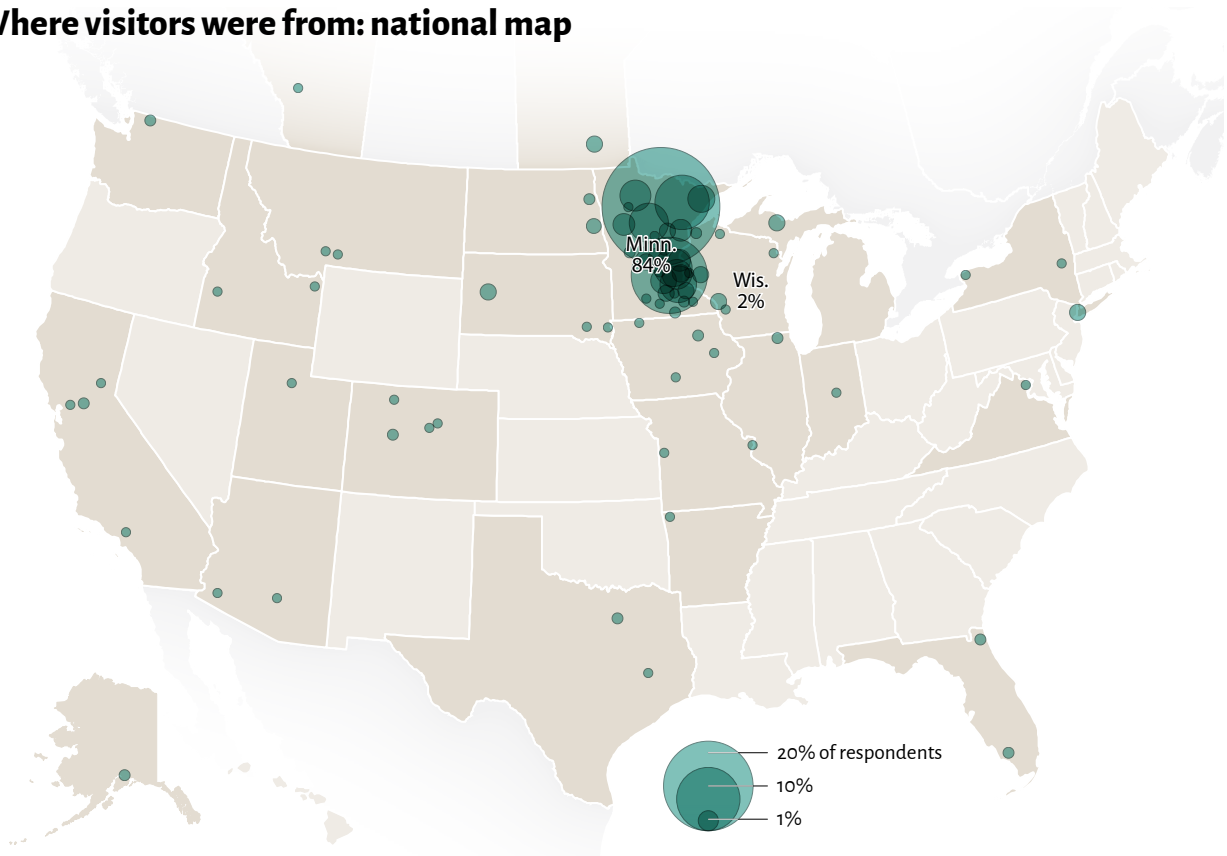 Where visitors were from: national map
Minn.
84%
Wis.
2%
20% of respondents
10%
1%